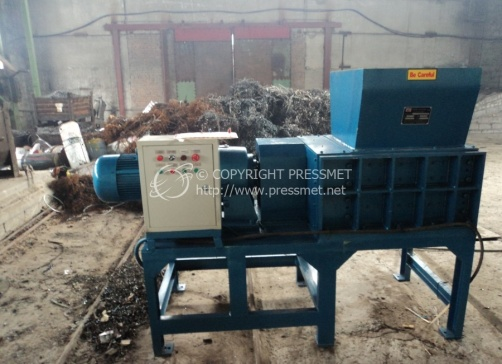 Be Careful
© COPYRIGHT PRESSMET
http://www.pressmet.net